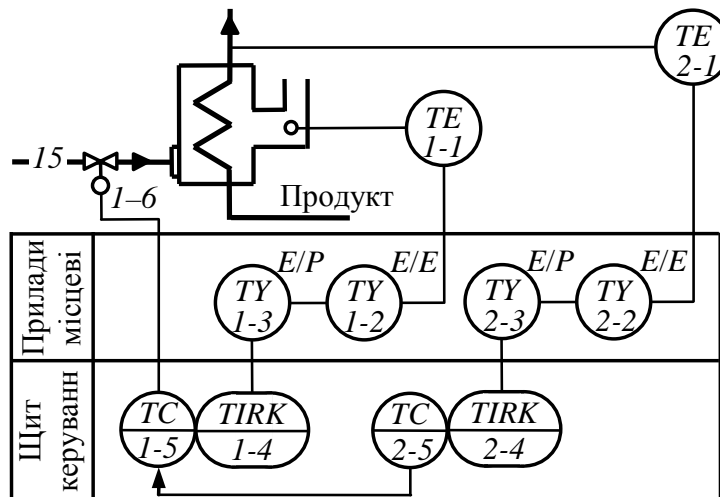 TE
2-1
TE
1-1
15
1–6
Продукт
Прилади
місцеві
E/P
E/E
E/P
E/E
TY
1-3
TY
1-2
TY
2-3
TY
2-2
Щит
керуванн
TC
1-5
TIRK
1-4
TC
2-5
TIRK
2-4